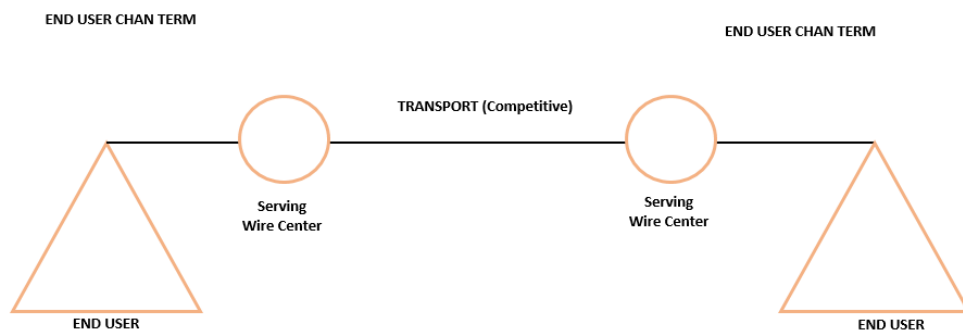 END USER CHAN TERM
END USER CHAN TERM
TRANSPORT (Competitive)
Serving
Wire Center
Serving
Wire Center
END USER
END USER